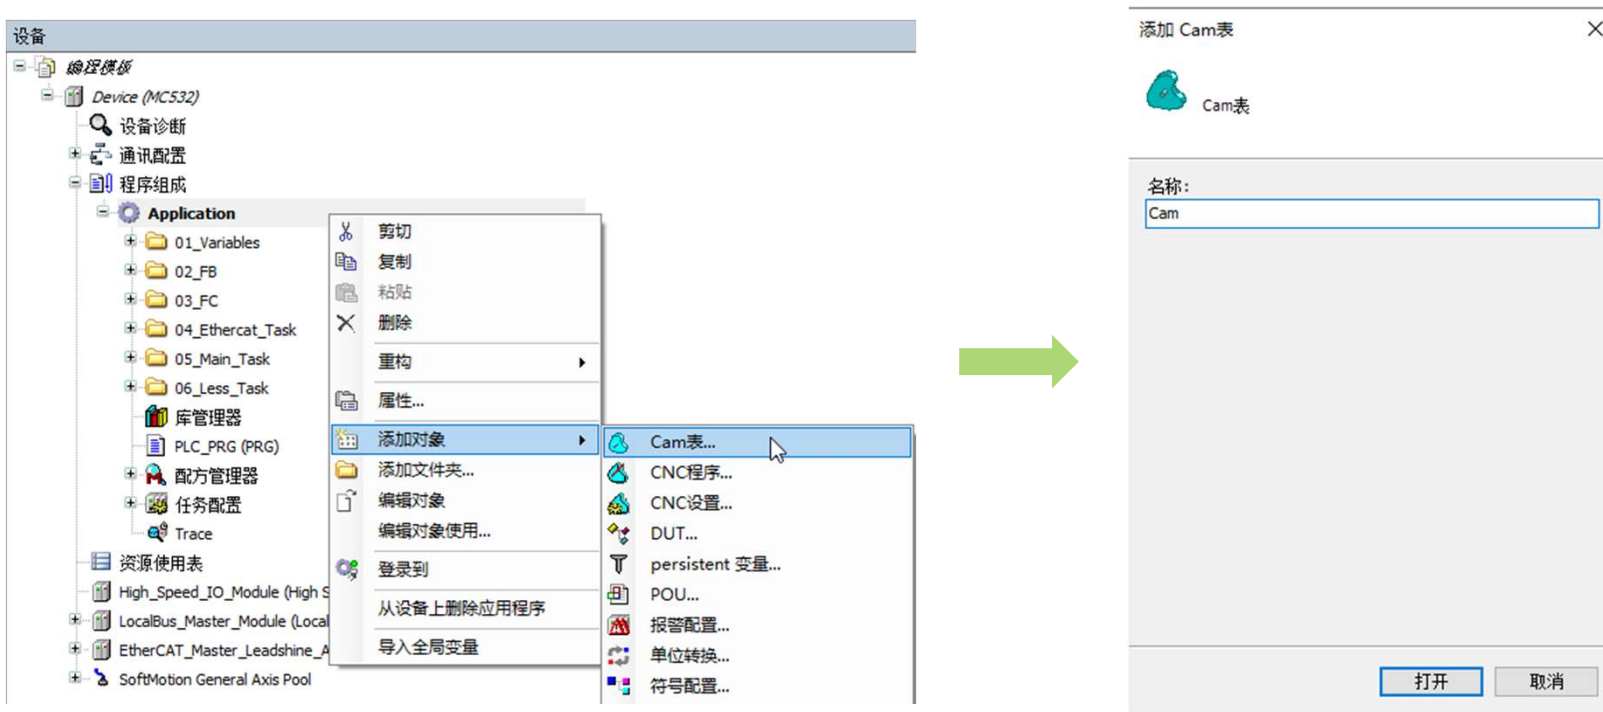 设备
编程模板
Device (MC532)
设备诊断
通讯配置
程序组成
Application
01_Variables
02_FB
03_FC
04_Ethercat_Task
05_Main_Task
06_Less_Task
库管理器
PLC_PRG (PRG)
配方管理器
任务配置
Trace
资源使用表
High_Speed_IO_Module (High S
LocalBus_Master_Module (Local
EtherCAT_Master_Leadshine_A
SoftMotion General Axis Pool
剪切
复制
粘贴
删除
重构
属性...
添加对象
添加文件夹...
编辑对象
编辑对象使用...
登录到
从设备上删除应用程序
导入全局变量
Cam表...
CNC程序...
CNC设置...
DUT...
persistent 变量...
POU...
报警配置...
单位转换...
符号配置...
添加 Cam表
Cam表
名称:
Cam
打开
取消